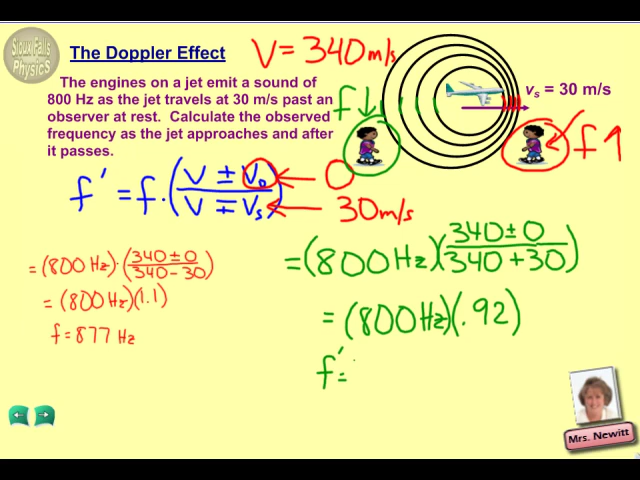 Sioux Falls
Physics
The Doppler Effect
V = 340 m/s
The engines on a jet emit a sound of
800 Hz as the jet travels at 30 m/s past an
observer at rest. Calculate the observed
frequency as the jet approaches and after
it passes.
f ↓
vs = 30 m/s
f ↑
f' = f · (V ± Vo / V ∓ Vs)
← 0
← 30 m/s
= (800 Hz) · (340 ± 0 / 340 - 30)
= (800 Hz)(1.1)
f = 877 Hz
= (800 Hz)(340 ± 0 / 340 + 30)
= (800 Hz)(.92)
f' =
Mrs. Newitt